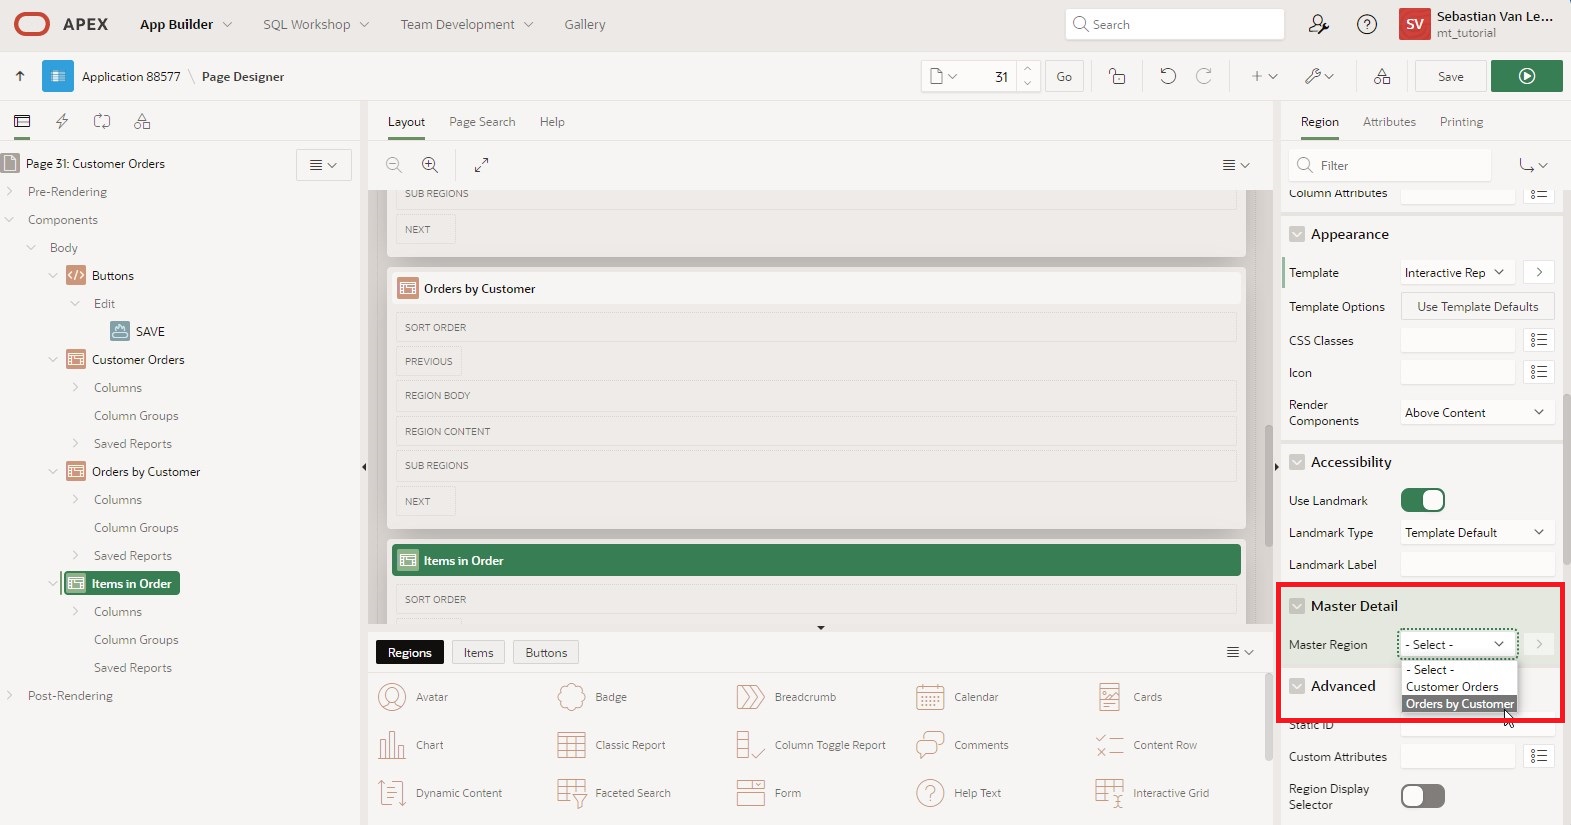 APEX
App Builder
SQL Workshop
Team Development
Gallery
Search
SV
Sebastian Van Le...
mt_tutorial
Application 88577 \ Page Designer
31
Go
Save
Layout
Page Search
Help
Region
Attributes
Printing
Page 31: Customer Orders
Pre-Rendering
Components
Body
Buttons
Edit
SAVE
Customer Orders
Columns
Column Groups
Saved Reports
Orders by Customer
Columns
Column Groups
Saved Reports
Items in Order
Columns
Column Groups
Saved Reports
Post-Rendering
SUB REGIONS
NEXT
Orders by Customer
SORT ORDER
PREVIOUS
REGION BODY
REGION CONTENT
SUB REGIONS
NEXT
Items in Order
SORT ORDER
Regions
Items
Buttons
Avatar
Badge
Breadcrumb
Calendar
Cards
Chart
Classic Report
Column Toggle Report
Comments
Content Row
Dynamic Content
Faceted Search
Form
Help Text
Interactive Grid
Filter
Column Attributes
Appearance
Template
Interactive Rep
Template Options
Use Template Defaults
CSS Classes
Icon
Render
Components
Above Content
Accessibility
Use Landmark
Landmark Type
Template Default
Landmark Label
Master Detail
Master Region
- Select -
- Select -
Customer Orders
Orders by Customer
Advanced
Static ID
Custom Attributes
Region Display
Selector